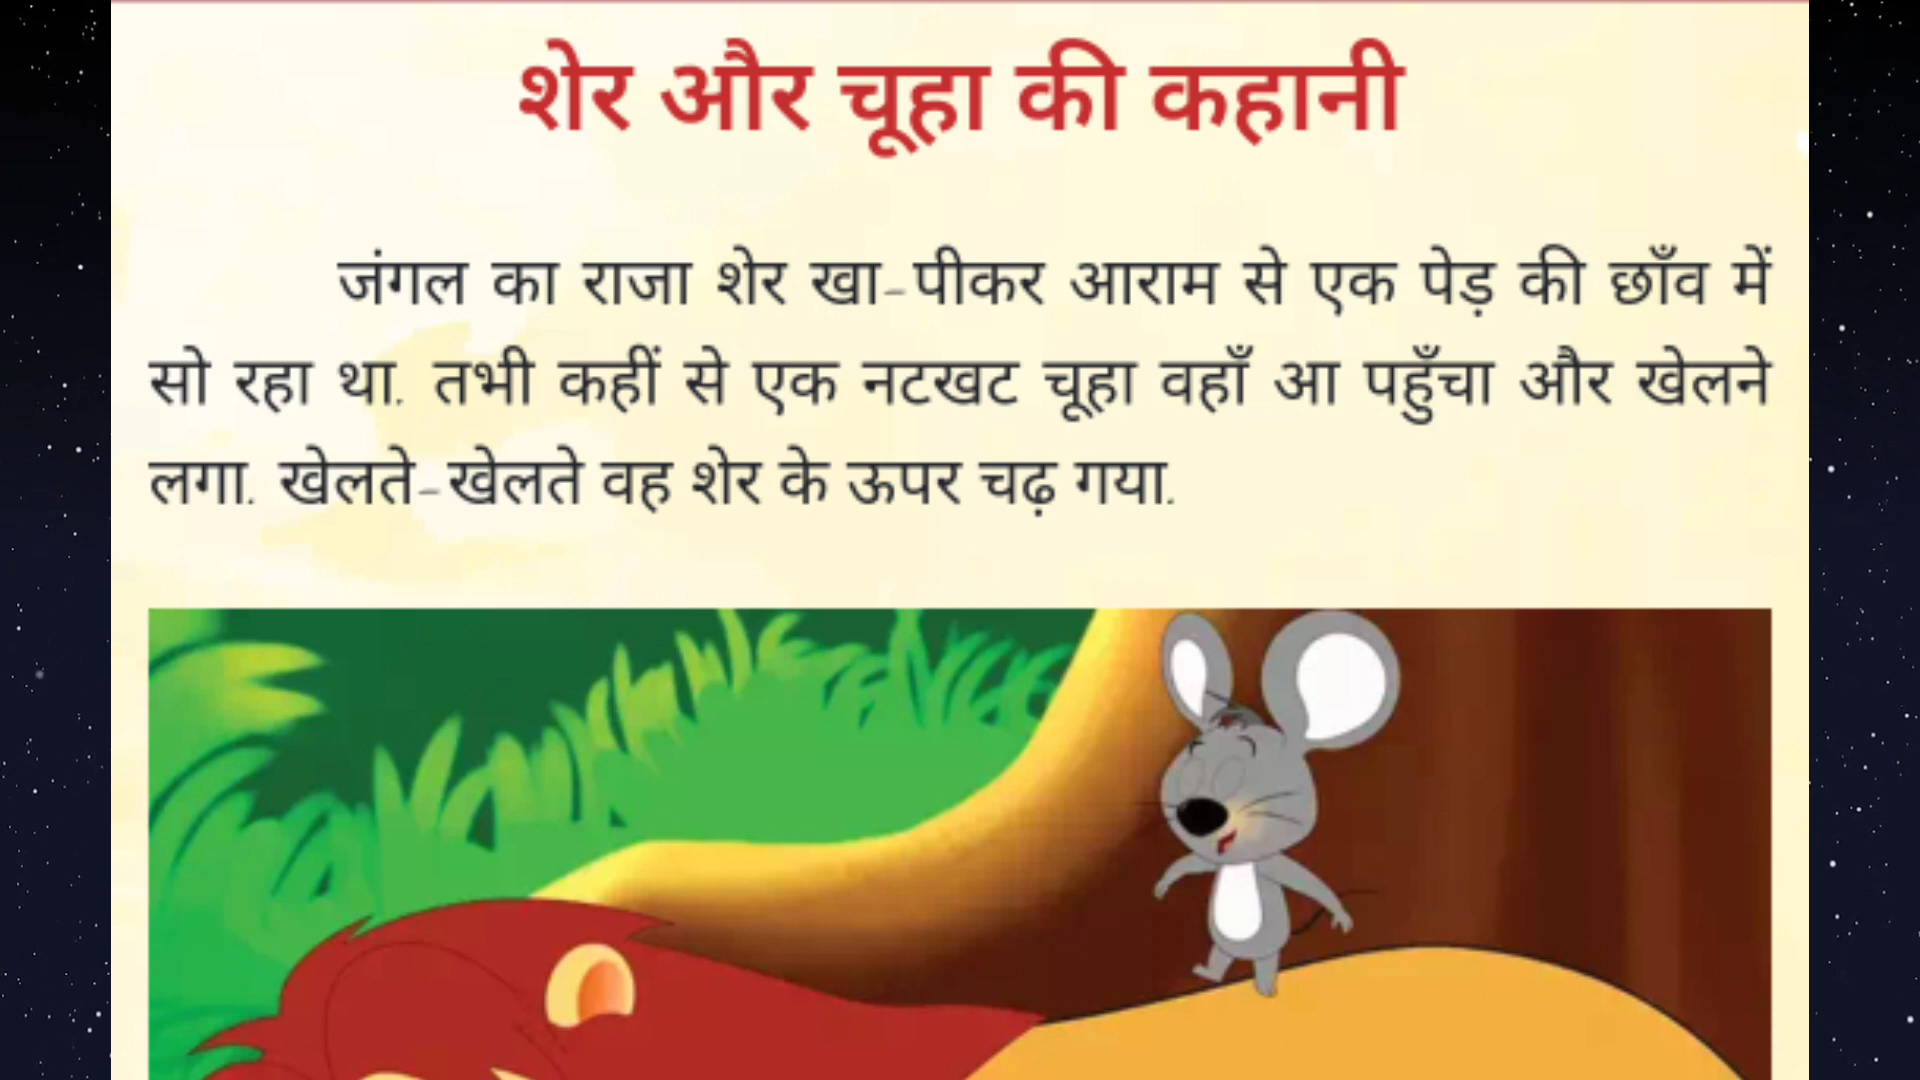 शेर और चूहा की कहानी
जंगल का राजा शेर खा-पीकर आराम से एक पेड़ की छाँव में
सो रहा था. तभी कहीं से एक नटखट चूहा वहाँ आ पहुँचा और खेलने
लगा. खेलते-खेलते वह शेर के ऊपर चढ़ गया.